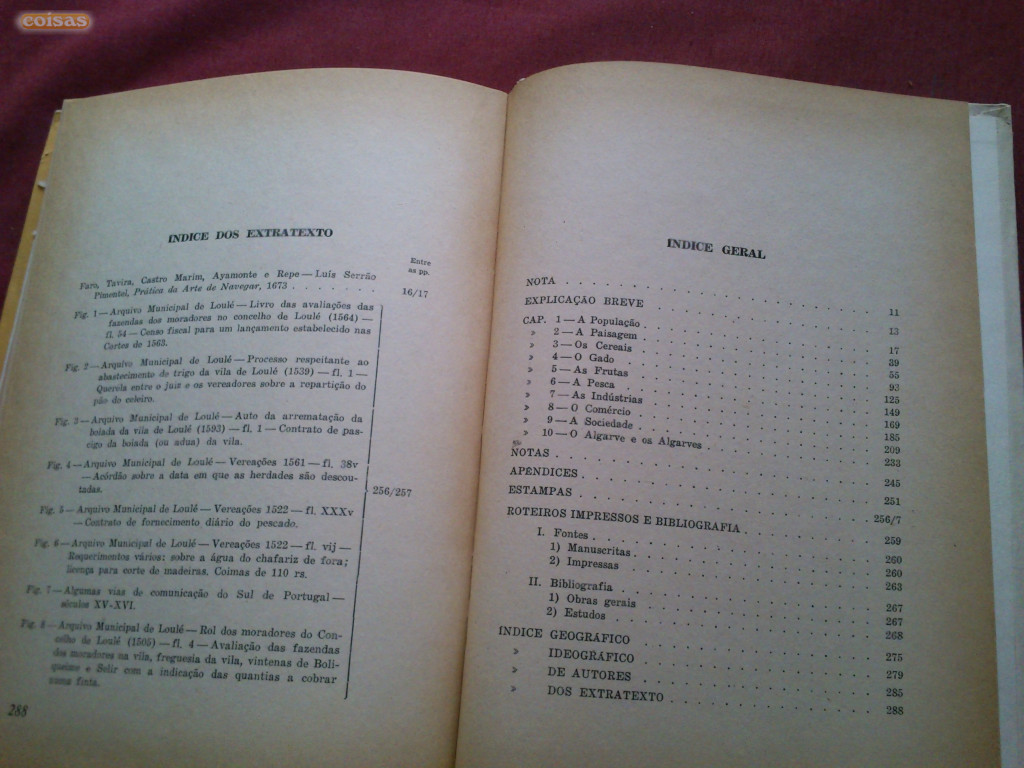 coisas
ÍNDICE DOS EXTRATEXTO
Entre
as pp.
Faro, Tavira, Castro Marim, Ayamonte e Repe — Luís Serrão
Pimentel, Prática da Arte de Navegar, 1673 . . . . . . . . 16/17
Fig. 1 — Arquivo Municipal de Loulé — Livro das avaliações das
fazendas dos moradores no concelho de Loulé (1564) —
fl. 54 — Censo fiscal para um lançamento estabelecido nas
Cortes de 1563.
Fig. 2 — Arquivo Municipal de Loulé — Processo respeitante ao
abastecimento de trigo da vila de Loulé (1539) — fl. 1 —
Querela entre o juiz e os vereadores sobre a repartição do
pão do celeiro.
Fig. 3 — Arquivo Municipal de Loulé — Auto da arrematação da
boiada da vila de Loulé (1593) — fl. 1 — Contrato de pas-
cigo da boiada (ou adua) da vila.
Fig. 4 — Arquivo Municipal de Loulé — Vereações 1561 — fl. 38v
— Acórdão sobre a data em que as herdades são descou-
tadas.
256/257
Fig. 5 — Arquivo Municipal de Loulé — Vereações 1522 — fl. XXXv
— Contrato de fornecimento diário do pescado.
Fig. 6 — Arquivo Municipal de Loulé — Vereações 1522 — fl. vij —
Requerimentos vários: sobre a água do chafariz de fora;
licença para corte de madeiras. Coimas de 110 rs.
Fig. 7 — Algumas vias de comunicação do Sul de Portugal —
séculos XV-XVI.
Fig. 8 — Arquivo Municipal de Loulé — Rol dos moradores do Con-
celho de Loulé (1505) — fl. 4 — Avaliação das fazendas
dos moradores na vila, freguesia da vila, vintenas de Boli-
queime e Selir com a indicação das quantias a cobrar
numa finta.
288
ÍNDICE GERAL
NOTA . . . . . . . . 11
EXPLICAÇÃO BREVE . . . . . . . . 13
CAP. 1 — A População . . . . . . . . 17
» 2 — A Paisagem . . . . . . . . 39
» 3 — Os Cereais . . . . . . . . 55
» 4 — O Gado . . . . . . . . 93
» 5 — As Frutas . . . . . . . . 125
» 6 — A Pesca . . . . . . . . 149
» 7 — As Indústrias . . . . . . . . 169
» 8 — O Comércio . . . . . . . . 185
» 9 — A Sociedade . . . . . . . . 209
» 10 — O Algarve e os Algarves . . . . . . . . 233
NOTAS . . . . . . . . 245
APÊNDICES . . . . . . . . 251
ESTAMPAS . . . . . . . . 256/7
ROTEIROS IMPRESSOS E BIBLIOGRAFIA . . . . . . . . 259
I. Fontes . . . . . . . . 260
1) Manuscritas . . . . . . . . 260
2) Impressas . . . . . . . . 263
II. Bibliografia . . . . . . . . 267
1) Obras gerais . . . . . . . . 267
2) Estudos . . . . . . . . 268
ÍNDICE GEOGRÁFICO . . . . . . . . 275
» IDEOGRÁFICO . . . . . . . . 279
» DE AUTORES . . . . . . . . 285
» DOS EXTRATEXTO . . . . . . . . 288